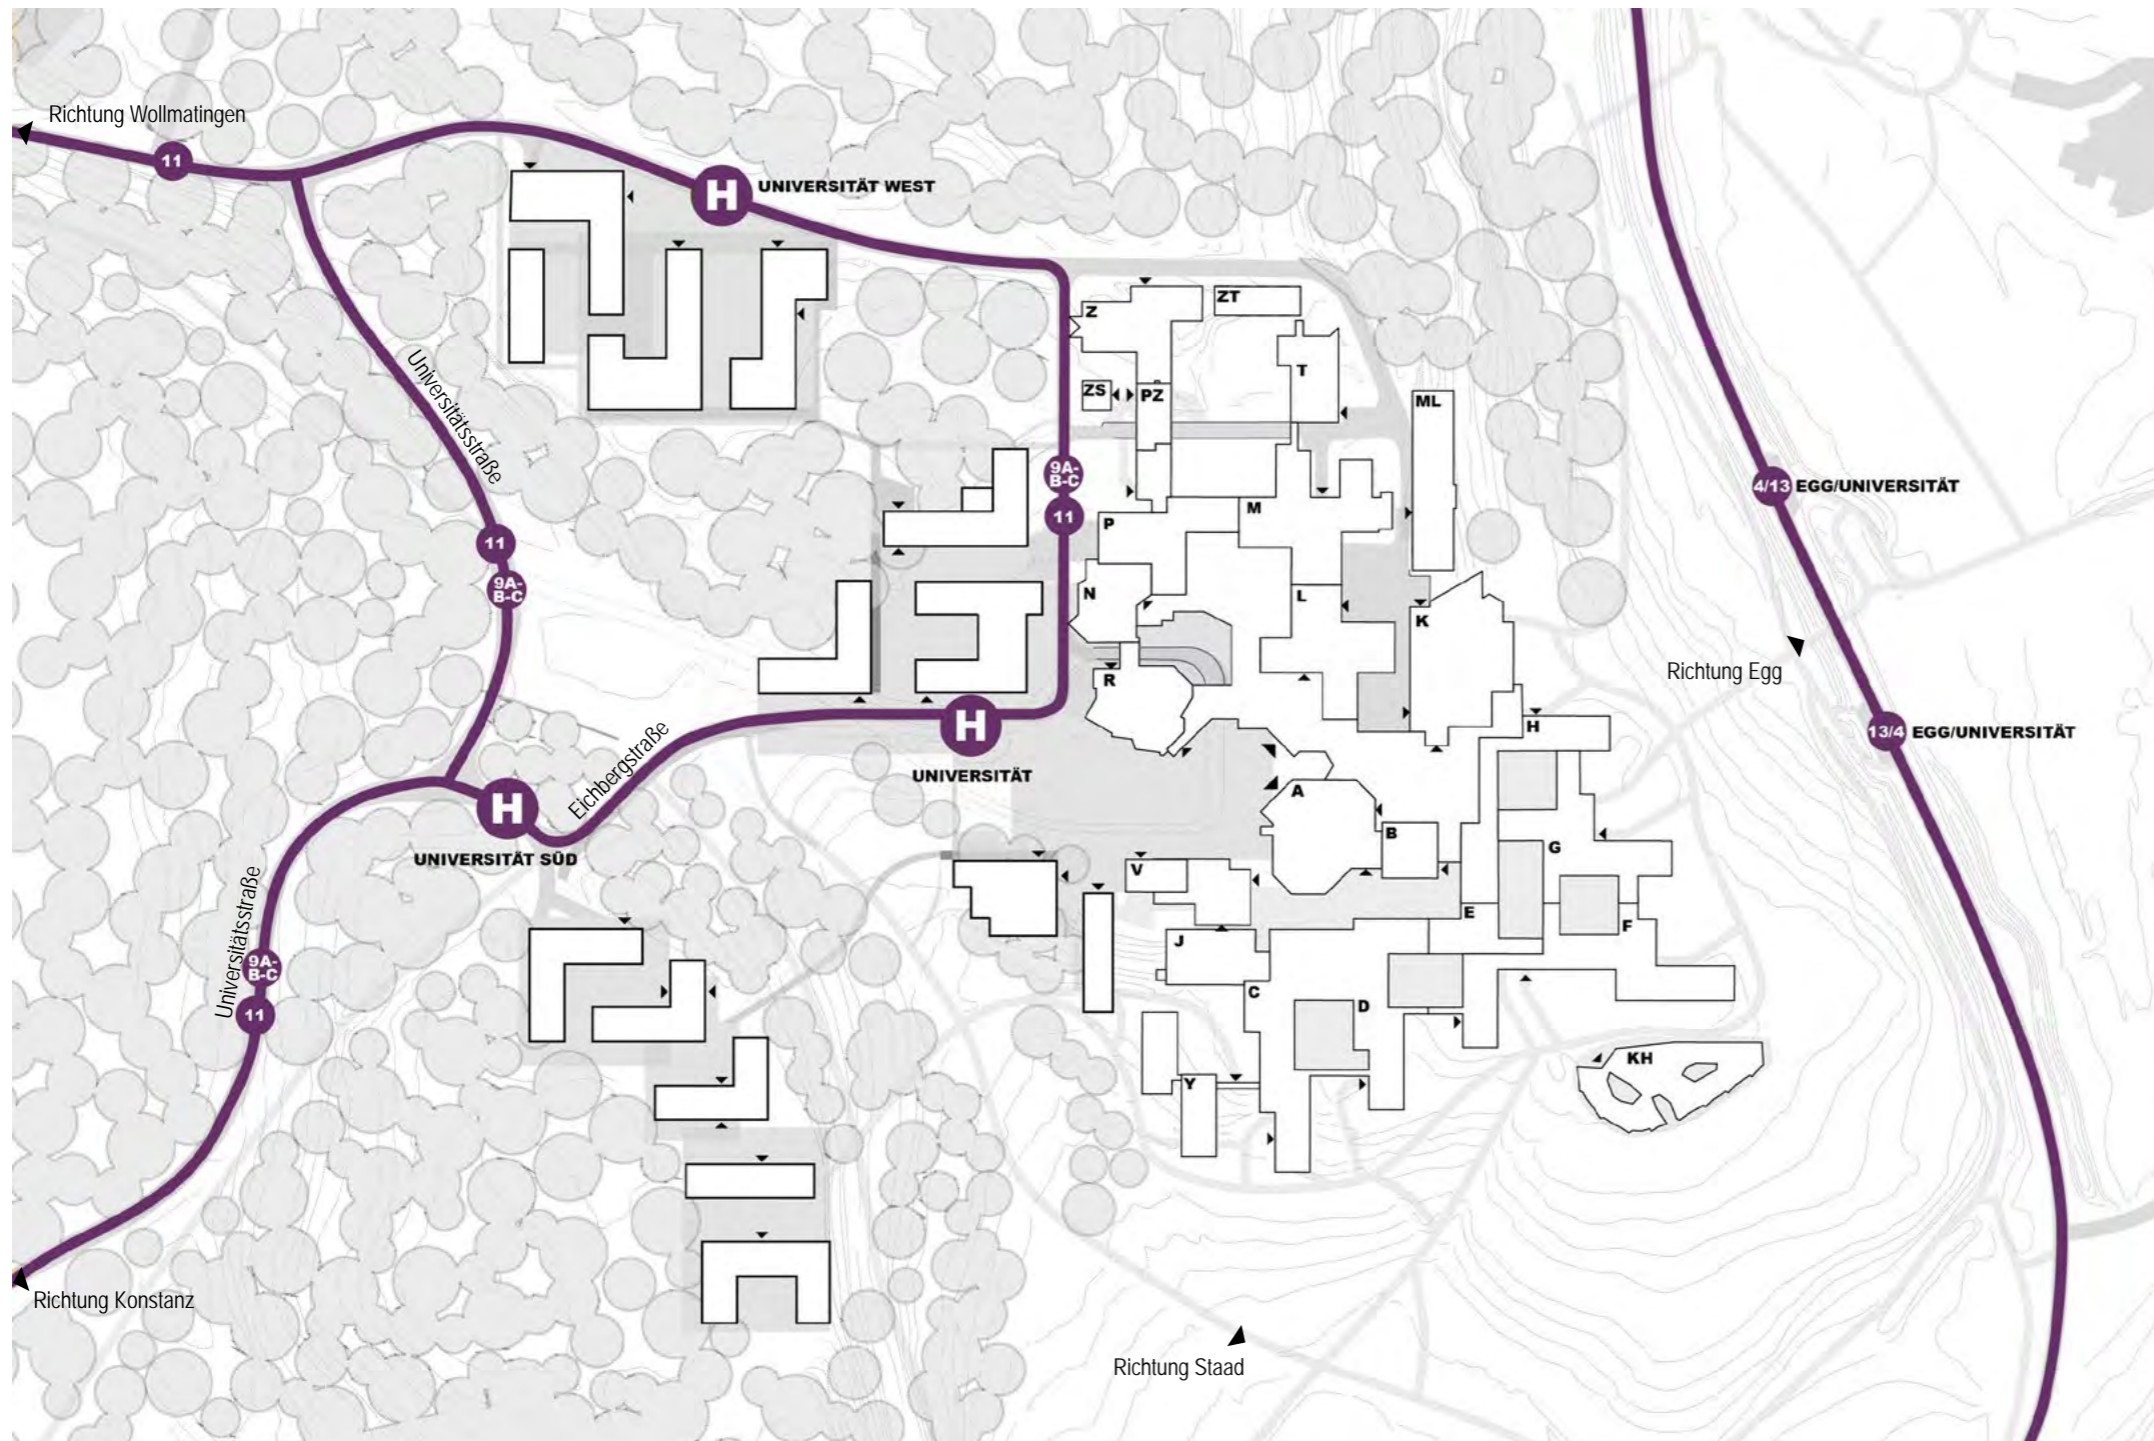 Richtung Wollmatingen
11
H
UNIVERSITÄT WEST
Universitätsstraße
11
9A-
B-C
Z
ZT
T
ZS
PZ
ML
9A-
B-C
11
M
P
N
L
K
R
H
4/13
EGG/UNIVERSITÄT
Richtung Egg
13/4
EGG/UNIVERSITÄT
H
UNIVERSITÄT
Eichbergstraße
H
UNIVERSITÄT SÜD
A
B
G
V
E
F
J
C
D
Y
KH
Universitätsstraße
9A-
B-C
11
Richtung Konstanz
Richtung Staad